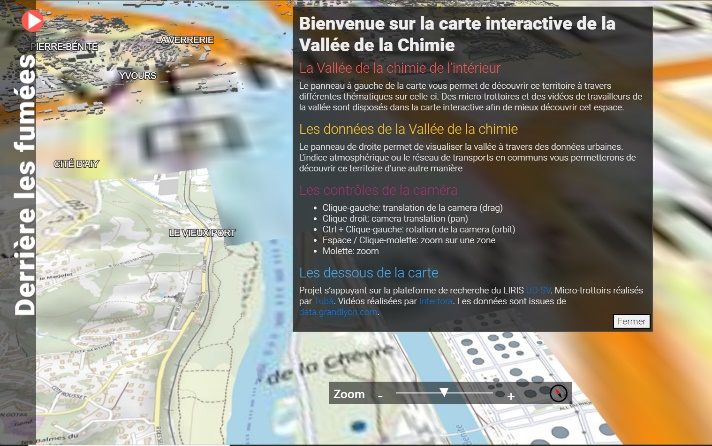 Derrière les fumées
PIERRE-BÉNITE
LAVERRERIE
YVOURS
CITÉ D'AIY
LE VIEUX PORT
Bienvenue sur la carte interactive de la
Vallée de la Chimie
La Vallée de la chimie de l'intérieur
Le panneau à gauche de la carte vous permet de découvrir ce territoire à travers
différentes thématiques sur celle ci. Des micro trottoires et des vidéos de travailleurs de
la vallée sont disposés dans la carte interactive afin de mieux découvrir cet espace.
Les données de la Vallée de la chimie
Le panneau de droite permet de visualiser la vallée à travers des données urbaines.
L'indice atmosphérique ou le réseau de transports en communs vous permetterons de
découvrir ce territoire d'une autre manière
Les contrôles de la caméra
Clique-gauche: translation de la camera (drag)
Clique droit: camera translation (pan)
Ctrl + Clique-gauche: rotation de la camera (orbit)
Espace / Clique-molette: zoom sur une zone
Molette: zoom
Les dessous de la carte
Projet s'appuyant sur la plateforme de recherche du LIRIS UD-SV. Micro-trottoirs réalisés
par Tubà. Vidéos réalisées par Interfora. Les données sont issues de
data.grandlyon.com.
Fermer
de la Chèvre
Zoom - +